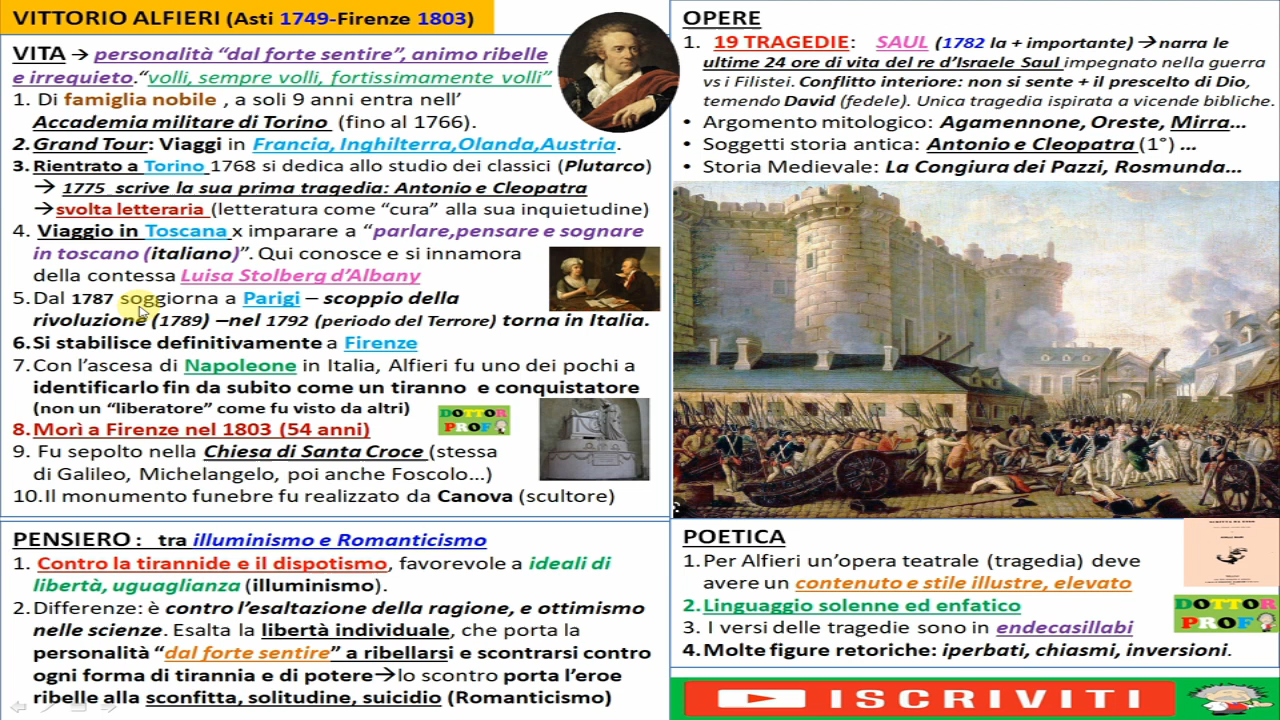 VITTORIO ALFIERI (Asti 1749-Firenze 1803)
VITA → personalità “dal forte sentire”, animo ribelle
e irrequieto.“volli, sempre volli, fortissimamente volli”
1. Di famiglia nobile , a soli 9 anni entra nell’
Accademia militare di Torino (fino al 1766).
2. Grand Tour: Viaggi in Francia, Inghilterra,Olanda,Austria.
3. Rientrato a Torino 1768 si dedica allo studio dei classici (Plutarco)
→ 1775 scrive la sua prima tragedia: Antonio e Cleopatra
→ svolta letteraria (letteratura come “cura” alla sua inquietudine)
4. Viaggio in Toscana x imparare a “parlare,pensare e sognare
in toscano (italiano)”. Qui conosce e si innamora
della contessa Luisa Stolberg d’Albany
5. Dal 1787 soggiorna a Parigi – scoppio della
rivoluzione (1789) –nel 1792 (periodo del Terrore) torna in Italia.
6. Si stabilisce definitivamente a Firenze
7. Con l’ascesa di Napoleone in Italia, Alfieri fu uno dei pochi a
identificarlo fin da subito come un tiranno e conquistatore
(non un “liberatore” come fu visto da altri)
8. Morì a Firenze nel 1803 (54 anni)
DOTTOR
PROF
9. Fu sepolto nella Chiesa di Santa Croce (stessa
di Galileo, Michelangelo, poi anche Foscolo…)
10. Il monumento funebre fu realizzato da Canova (scultore)
PENSIERO : tra illuminismo e Romanticismo
1. Contro la tirannide e il dispotismo, favorevole a ideali di
libertà, uguaglianza (illuminismo).
2. Differenze: è contro l’esaltazione della ragione, e ottimismo
nelle scienze. Esalta la libertà individuale, che porta la
personalità “dal forte sentire” a ribellarsi e scontrarsi contro
ogni forma di tirannia e di potere→lo scontro porta l’eroe
ribelle alla sconfitta, solitudine, suicidio (Romanticismo)
OPERE
1. 19 TRAGEDIE: SAUL (1782 la + importante) → narra le
ultime 24 ore di vita del re d’Israele Saul impegnato nella guerra
vs i Filistei. Conflitto interiore: non si sente + il prescelto di Dio,
temendo David (fedele). Unica tragedia ispirata a vicende bibliche.
• Argomento mitologico: Agamennone, Oreste, Mirra…
• Soggetti storia antica: Antonio e Cleopatra (1°) …
• Storia Medievale: La Congiura dei Pazzi, Rosmunda…
POETICA
1. Per Alfieri un’opera teatrale (tragedia) deve
avere un contenuto e stile illustre, elevato
2. Linguaggio solenne ed enfatico
3. I versi delle tragedie sono in endecasillabi
4. Molte figure retoriche: iperbati, chiasmi, inversioni.
DOTTOR
PROF
ISCRIVITI